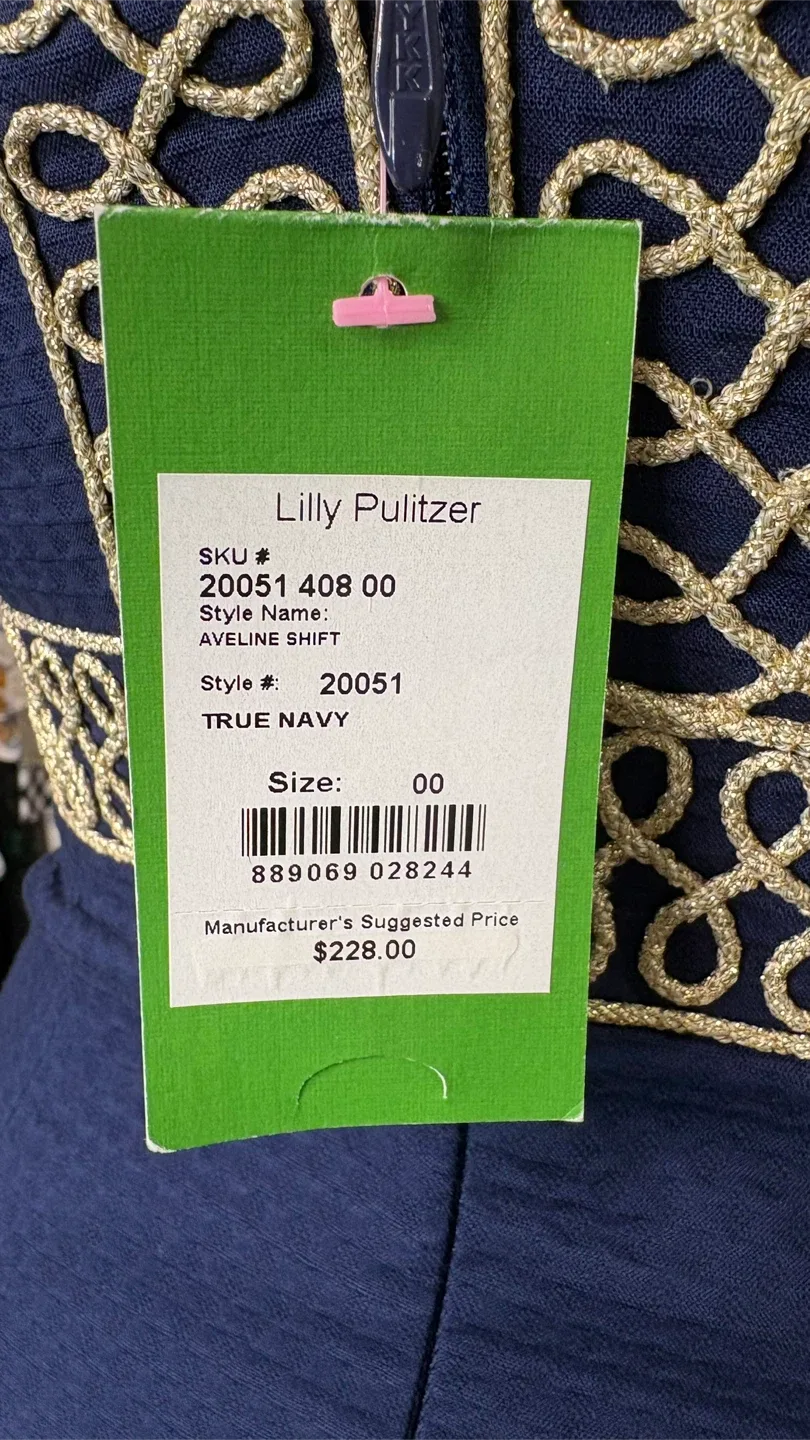 YKK
Lilly Pulitzer
SKU #
20051 408 00
Style Name:
AVELINE SHIFT
Style #: 20051
TRUE NAVY
Size: 00
889069 028244
Manufacturer's Suggested Price
$228.00